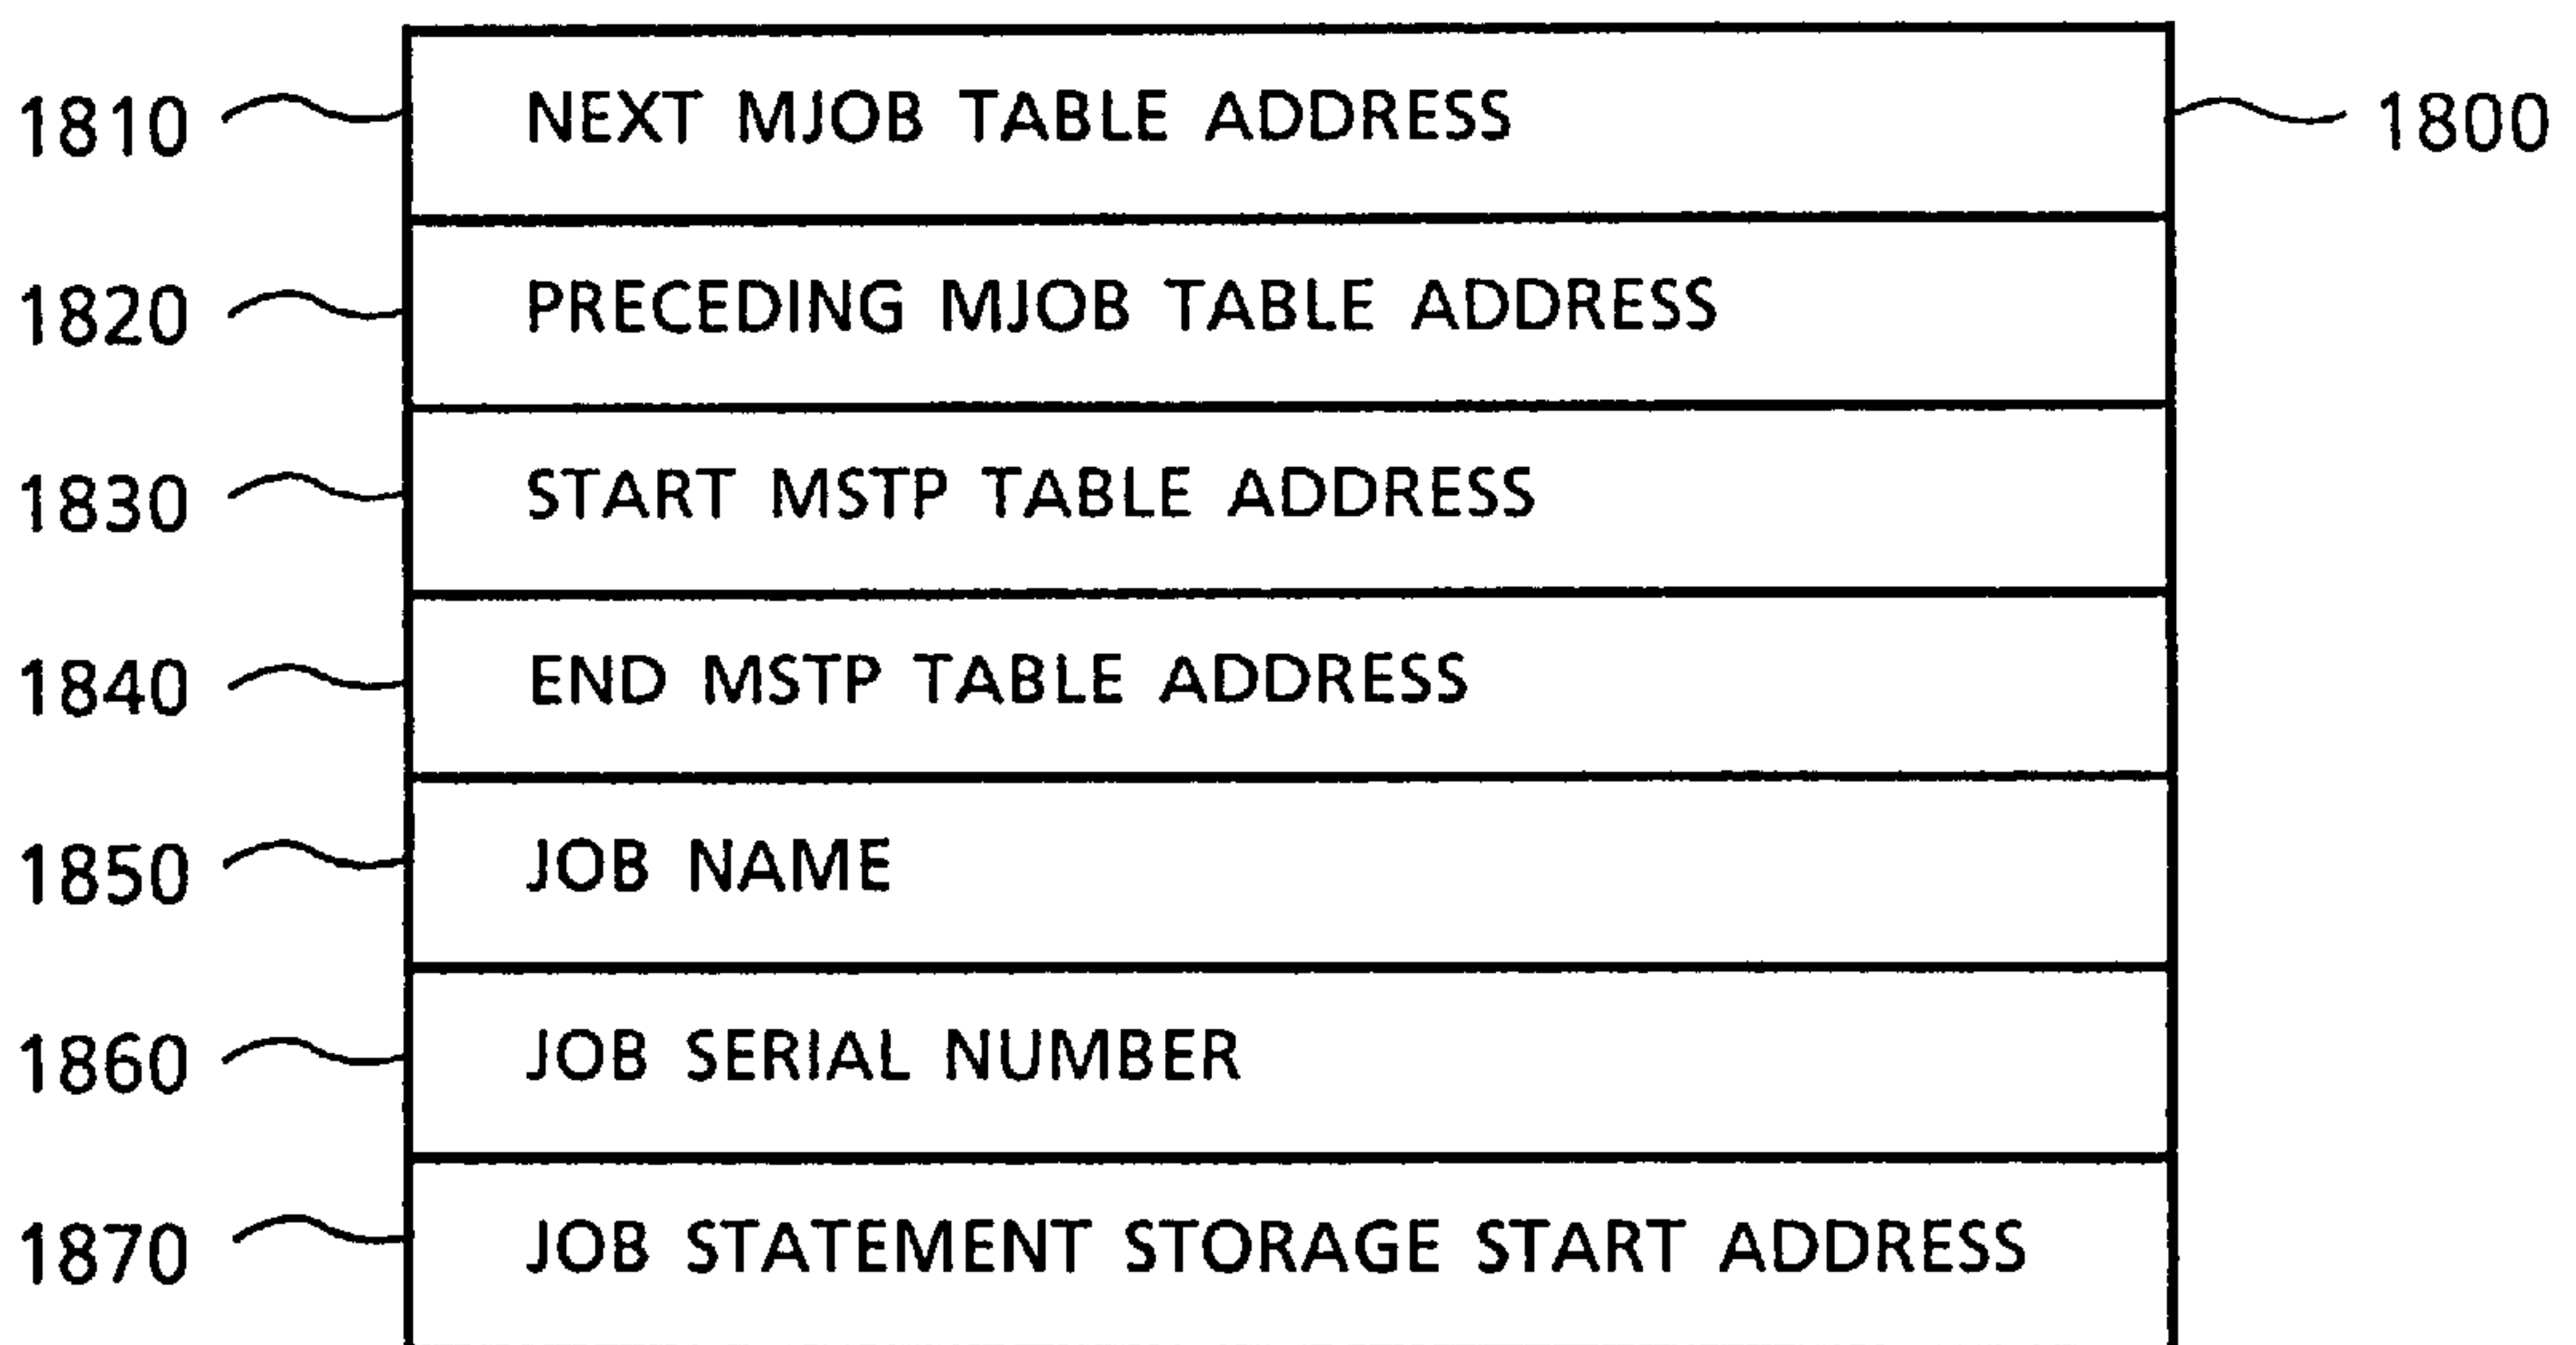 1810 NEXT MJOB TABLE ADDRESS 1800
1820 PRECEDING MJOB TABLE ADDRESS
1830 START MSTP TABLE ADDRESS
1840 END MSTP TABLE ADDRESS
1850 JOB NAME
1860 JOB SERIAL NUMBER
1870 JOB STATEMENT STORAGE START ADDRESS